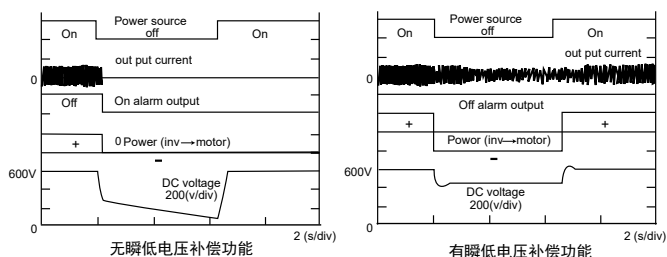 Power source
On
off
On
out put current
0
Off
On alarm output
+
0 Power (inv→motor)
-
600V
DC voltage
200(v/div)
2 (s/div)
无瞬低电压补偿功能
Power source
On
off
On
out put current
0
Off alarm output
+
+
Powor (inv→motor)
-
600V
DC voltage
200(v/div)
2 (s/div)
有瞬低电压补偿功能